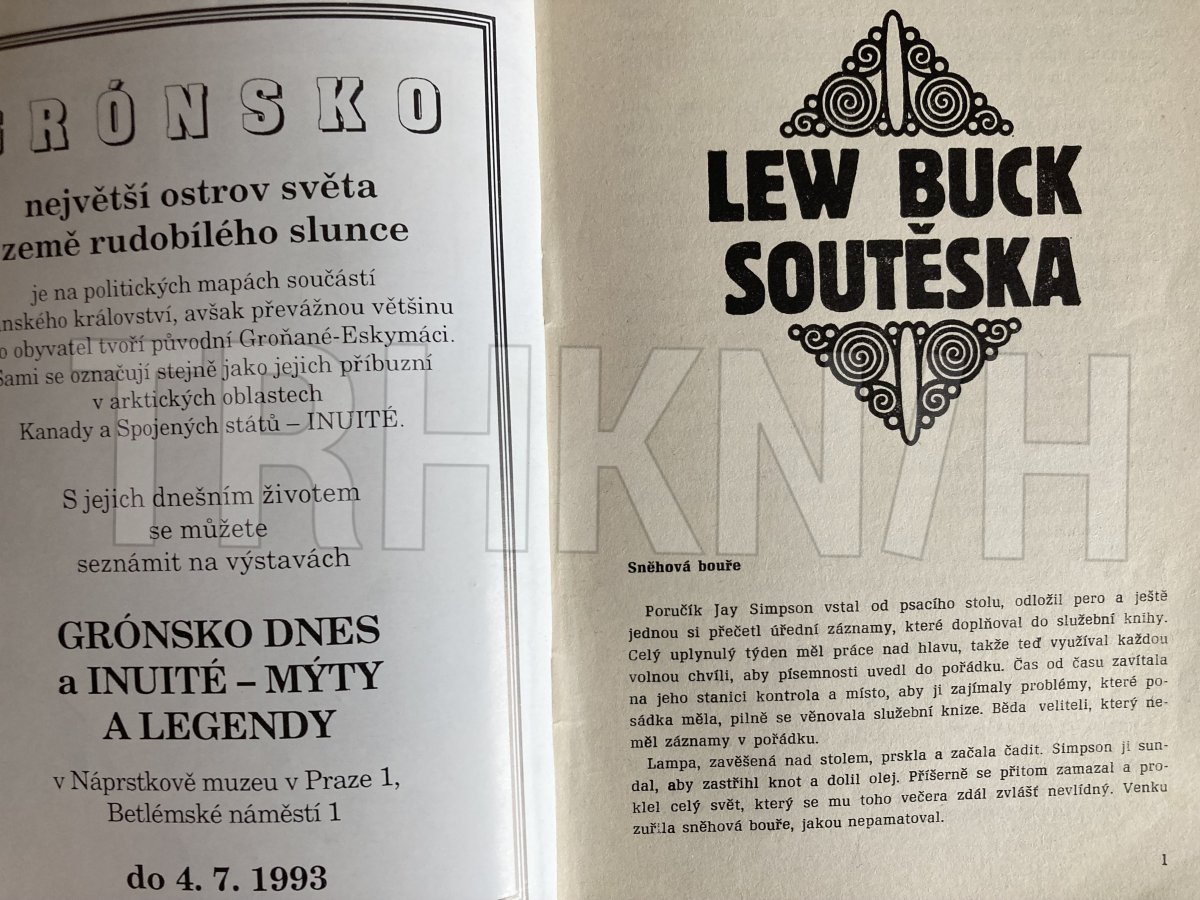 GRÓNSKO
největší ostrov světa
země rudobílého slunce
je na politických mapách součástí
království, avšak převážnou většinu
obyvatel tvoří původní Groňané-Eskymáci.
Sami se označují stejně jako jejich příbuzní
v arktických oblastech
Kanady a Spojených států – INUITÉ.
S jejich dnešním životem
se můžete
seznámit na výstavách
GRÓNSKO DNES
a INUITÉ – MÝTY
A LEGENDY
v Náprstkově muzeu v Praze 1,
Betlémské náměstí 1
do 4. 7. 1993
LEW BUCK
SOUTĚSKA
Sněhová bouře
Poručík Jay Simpson vstal od psacího stolu, odložil pero a ještě
jednou si přečetl úřední záznamy, které doplňoval do služební knihy.
Celý uplynulý týden měl práce nad hlavu, takže teď využíval každou
volnou chvíli, aby písemnosti uvedl do pořádku. Čas od času zavítala
na jeho stanici kontrola a místo, aby ji zajímaly problémy, které po-
sádka měla, pilně se věnovala služební knize. Běda veliteli, který ne-
měl záznamy v pořádku.
Lampa, zavěšená nad stolem, prskla a začala čadit. Simpson ji sun-
dal, aby zastřihl knot a dolil olej. Příšerně se přitom zamazal a pro-
klel celý svět, který se mu toho večera zdál zvlášť nevlídný. Venku
zuřila sněhová bouře, jakou nepamatoval.
1
TRHKNIH